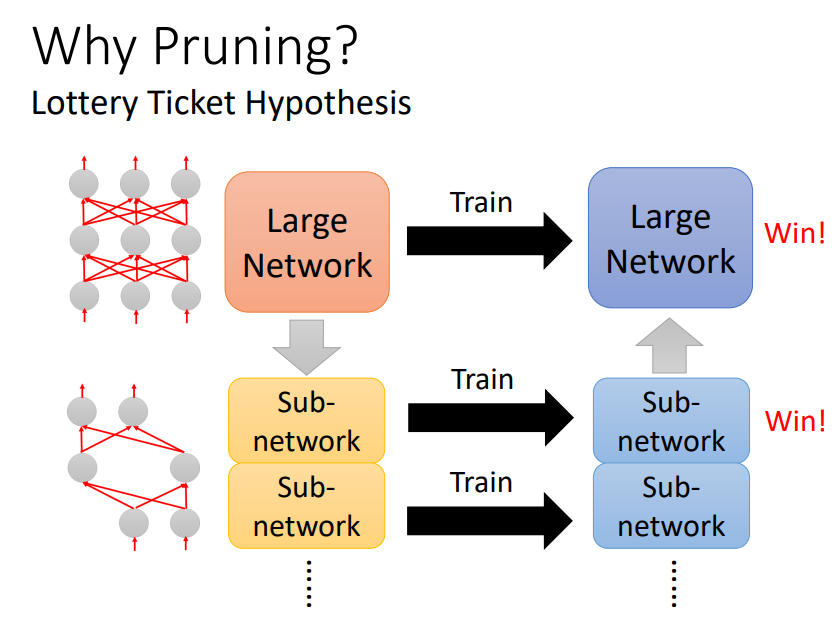 Why Pruning?
Lottery Ticket Hypothesis
Large
Network
Train
Large
Network
Win!
Sub-
network
Train
Sub-
network
Win!
Sub-
network
Train
Sub-
network